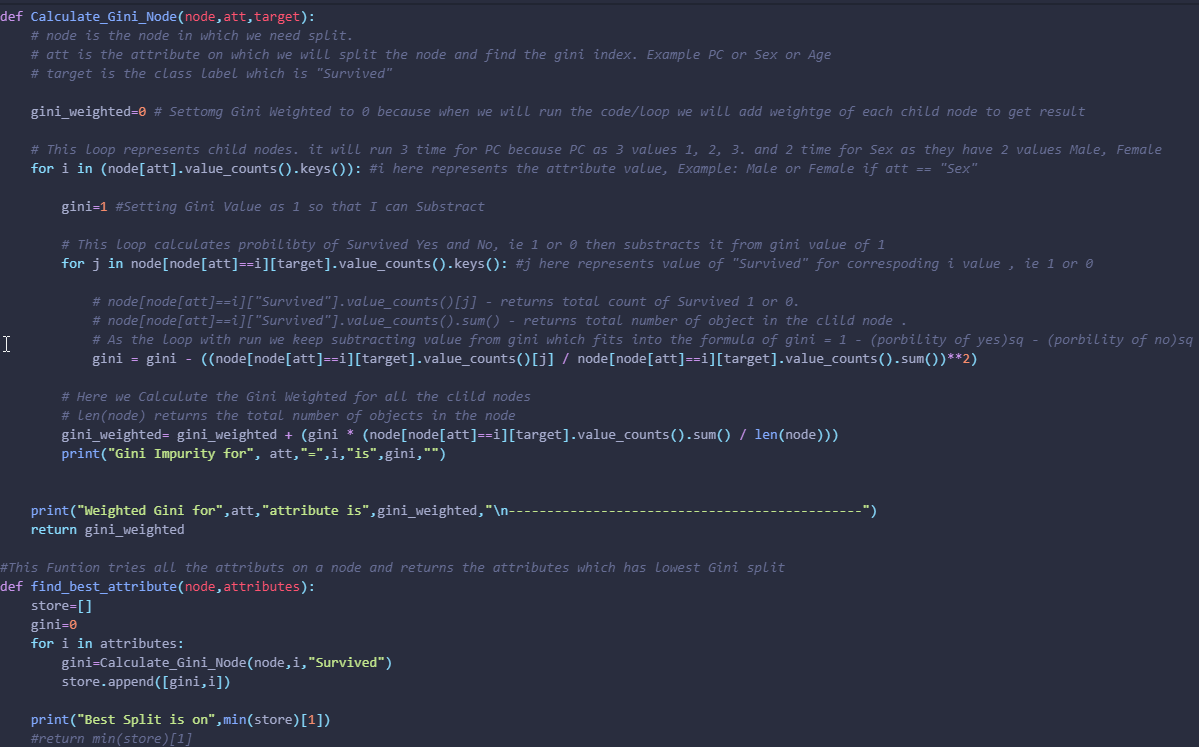 def Calculate_Gini_Node(node,att,target):
    # node is the node in which we need split.
    # att is the attribute on which we will split the node and find the gini index. Example PC or Sex or Age
    # target is the class label which is "Survived"

    gini_weighted=0 # Settomg Gini Weighted to 0 because when we will run the code/loop we will add weightge of each child node to get result

    # This loop represents child nodes. it will run 3 time for PC because PC as 3 values 1, 2, 3. and 2 time for Sex as they have 2 values Male, Female
    for i in (node[att].value_counts().keys()): #i here represents the attribute value, Example: Male or Female if att == "Sex"

        gini=1 #Setting Gini Value as 1 so that I can Substract

        # This loop calculates probilibty of Survived Yes and No, ie 1 or 0 then substracts it from gini value of 1
        for j in node[node[att]==i][target].value_counts().keys(): #j here represents value of "Survived" for correspoding i value , ie 1 or 0

            # node[node[att]==i]["Survived"].value_counts()[j] - returns total count of Survived 1 or 0.
            # node[node[att]==i]["Survived"].value_counts().sum() - returns total number of object in the clild node .
            # As the loop with run we keep subtracting value from gini which fits into the formula of gini = 1 - (porbility of yes)sq - (porbility of no)sq
            gini = gini - ((node[node[att]==i][target].value_counts()[j] / node[node[att]==i][target].value_counts().sum())**2)

        # Here we Calculute the Gini Weighted for all the clild nodes
        # len(node) returns the total number of objects in the node
        gini_weighted= gini_weighted + (gini * (node[node[att]==i][target].value_counts().sum() / len(node)))
        print("Gini Impurity for", att,"=",i,"is",gini,"")


    print("Weighted Gini for",att,"attribute is",gini_weighted,"\n----------------------------------------------")
    return gini_weighted

#This Funtion tries all the attributs on a node and returns the attributes which has lowest Gini split
def find_best_attribute(node,attributes):
    store=[]
    gini=0
    for i in attributes:
        gini=Calculate_Gini_Node(node,i,"Survived")
        store.append([gini,i])

    print("Best Split is on",min(store)[1])
    #return min(store)[1]